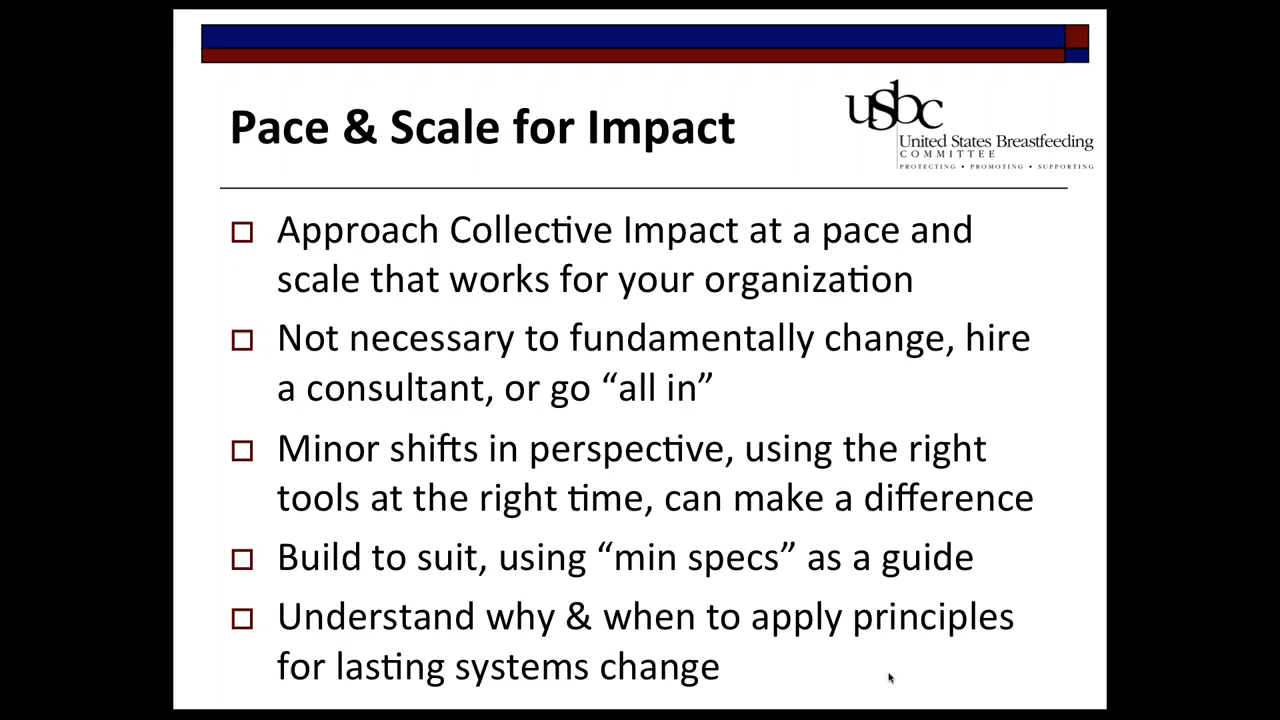 Pace & Scale for Impact
usbc
United States Breastfeeding
COMMITTEE
PROTECTING • PROMOTING • SUPPORTING
Approach Collective Impact at a pace and
scale that works for your organization
Not necessary to fundamentally change, hire
a consultant, or go “all in”
Minor shifts in perspective, using the right
tools at the right time, can make a difference
Build to suit, using “min specs” as a guide
Understand why & when to apply principles
for lasting systems change